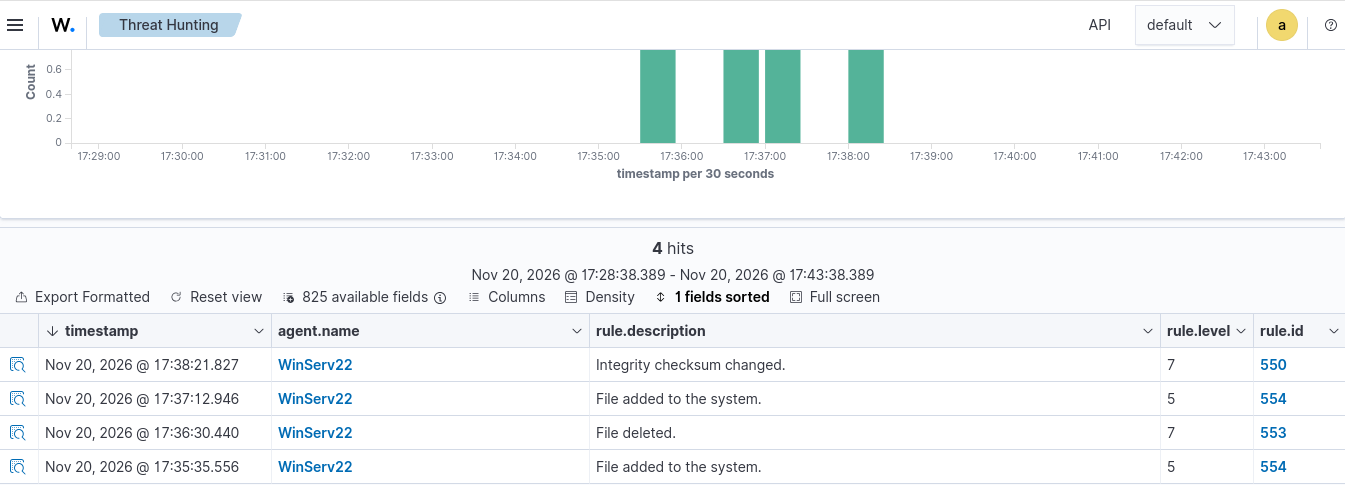 W. Threat Hunting API default a
Count
0.6
0.4
0.2
0
17:29:00 17:30:00 17:31:00 17:32:00 17:33:00 17:34:00 17:35:00 17:36:00 17:37:00 17:38:00 17:39:00 17:40:00 17:41:00 17:42:00 17:43:00
timestamp per 30 seconds
4 hits
Nov 20, 2026 @ 17:28:38.389 - Nov 20, 2026 @ 17:43:38.389
Export Formatted Reset view 825 available fields Columns Density 1 fields sorted Full screen
timestamp agent.name rule.description rule.level rule.id
Nov 20, 2026 @ 17:38:21.827 WinServ22 Integrity checksum changed. 7 550
Nov 20, 2026 @ 17:37:12.946 WinServ22 File added to the system. 5 554
Nov 20, 2026 @ 17:36:30.440 WinServ22 File deleted. 7 553
Nov 20, 2026 @ 17:35:35.556 WinServ22 File added to the system. 5 554